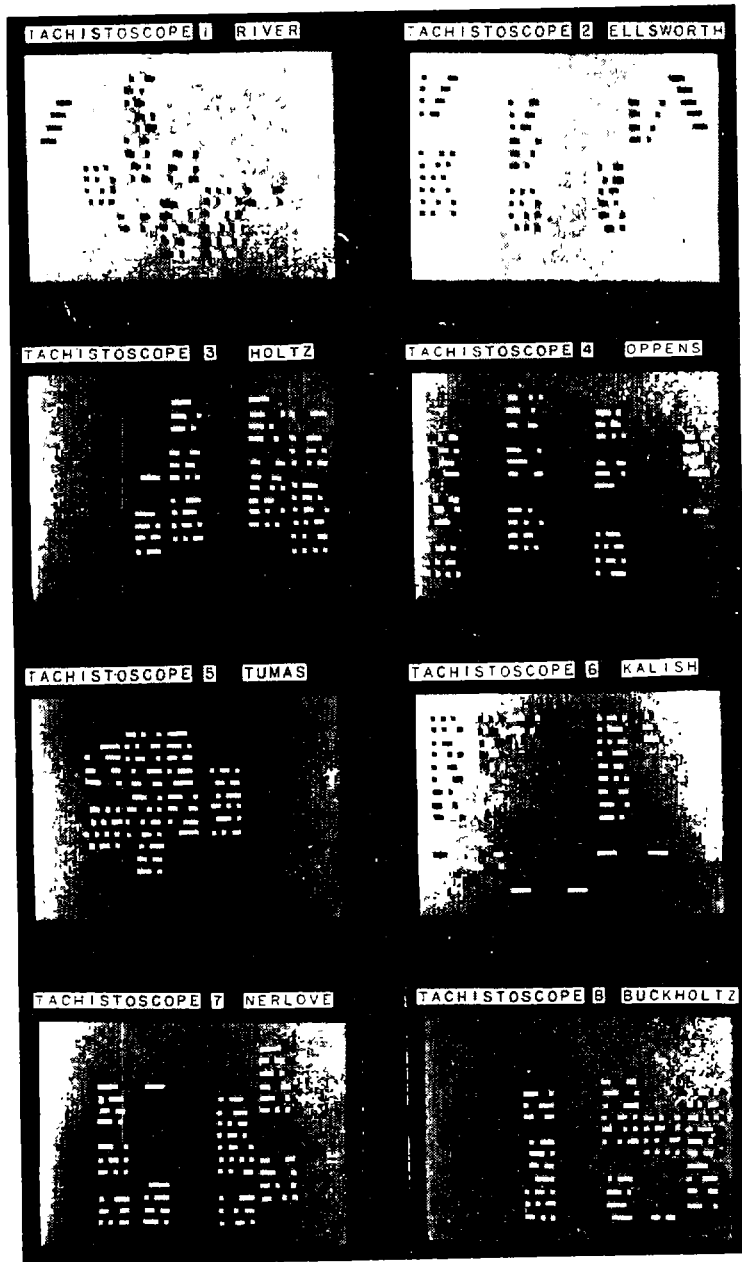 TACHISTOSCOPE 1 RIVER
TACHISTOSCOPE 2 ELLSWORTH
TACHISTOSCOPE 3 HOLTZ
TACHISTOSCOPE 4 OPPENS
TACHISTOSCOPE 5 TUMAS
TACHISTOSCOPE 6 KALISH
TACHISTOSCOPE 7 NERLOVE
TACHISTOSCOPE 8 BUCKHOLTZ